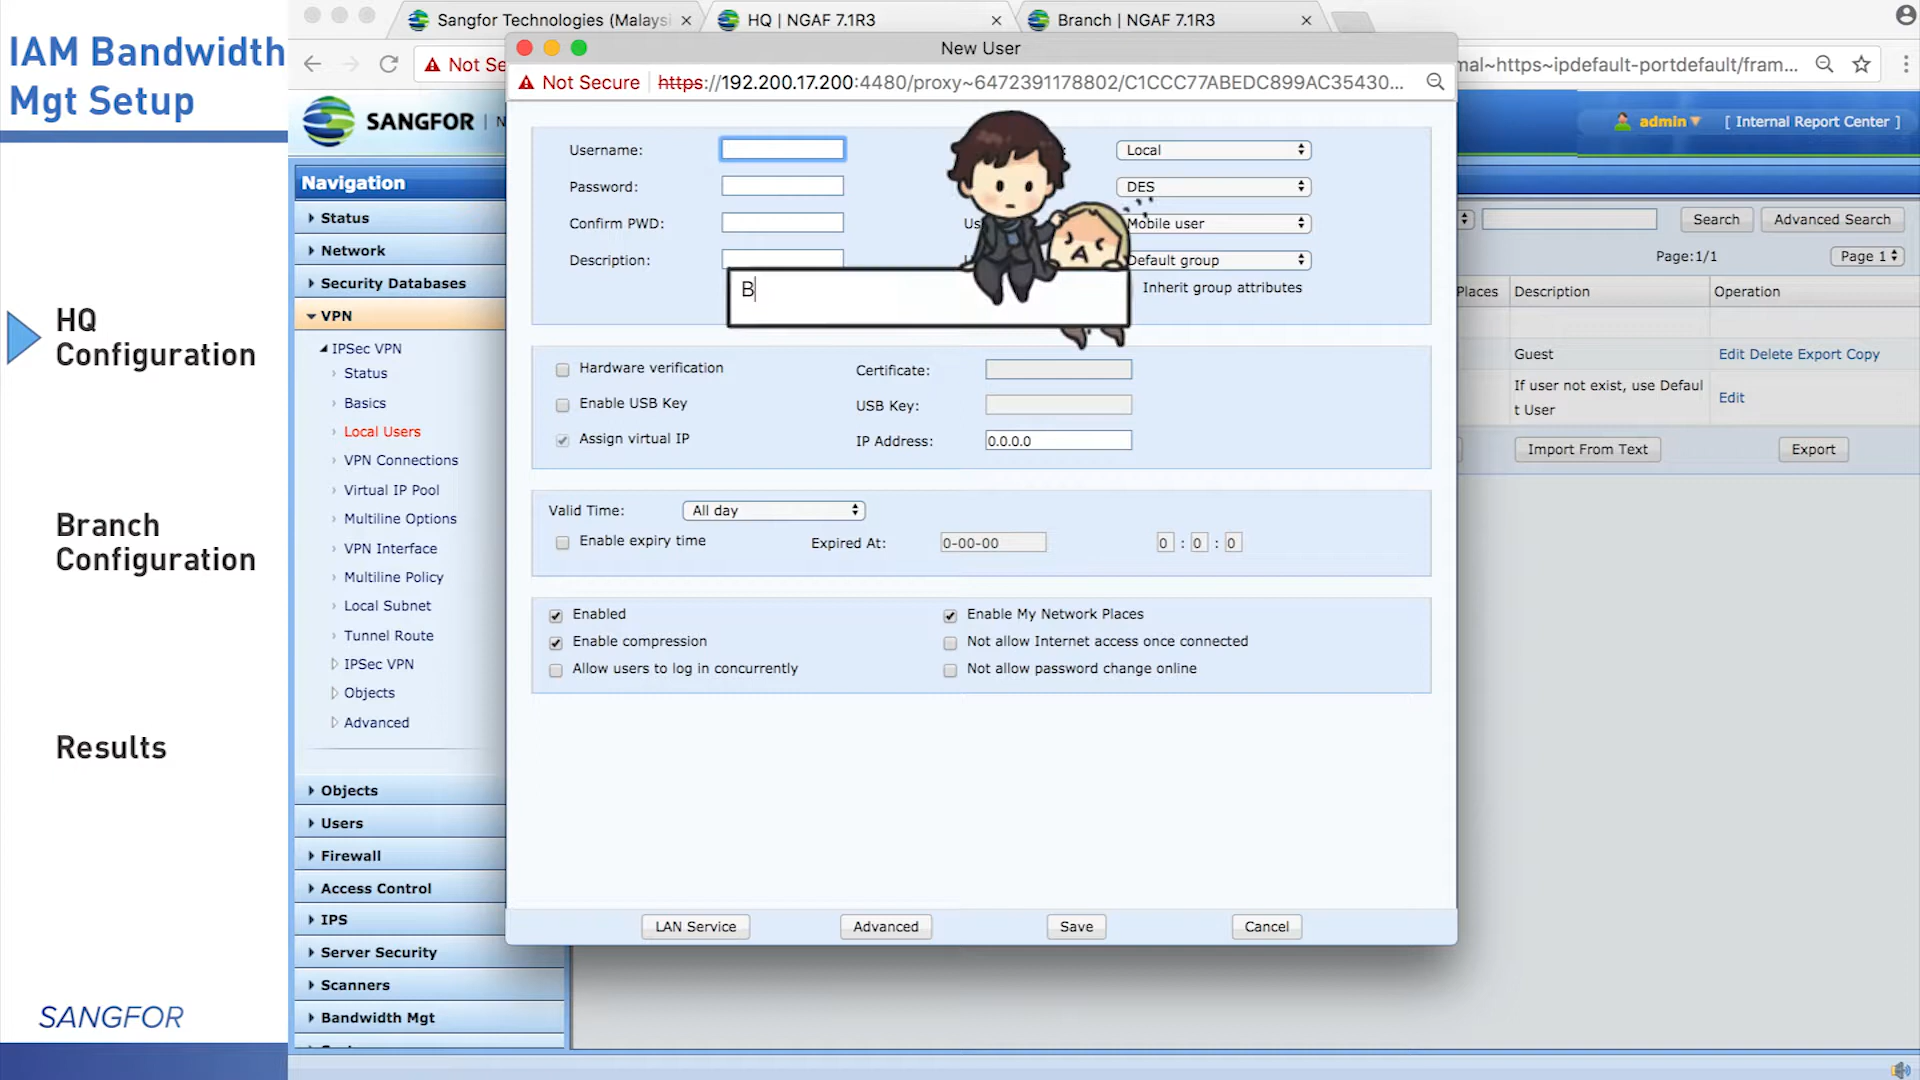 IAM Bandwidth
Mgt Setup
HQ
Configuration
Branch
Configuration
Results
SANGFOR
Sangfor Technologies (Malaysi
HQ | NGAF 7.1R3
Branch | NGAF 7.1R3
Not Se
mal~https~ipdefault-portdefault/fram...
SANGFOR | N
admin
[ Internal Report Center ]
Navigation
Status
Network
Security Databases
VPN
IPSec VPN
Status
Basics
Local Users
VPN Connections
Virtual IP Pool
Multiline Options
VPN Interface
Multiline Policy
Local Subnet
Tunnel Route
IPSec VPN
Objects
Advanced
Objects
Users
Firewall
Access Control
IPS
Server Security
Scanners
Bandwidth Mgt
New User
Not Secure | https://192.200.17.200:4480/proxy~6472391178802/C1CCC77ABEDC899AC35430...
Username:
Local
Password:
DES
Confirm PWD:
Us
Mobile user
Description:
Default group
B
Inherit group attributes
Hardware verification
Certificate:
Enable USB Key
USB Key:
Assign virtual IP
IP Address:
0.0.0.0
Valid Time:
All day
Enable expiry time
Expired At:
0-00-00
0 : 0 : 0
Enabled
Enable My Network Places
Enable compression
Not allow Internet access once connected
Allow users to log in concurrently
Not allow password change online
LAN Service
Advanced
Save
Cancel
Search
Advanced Search
Page:1/1
Page 1
Places
Description
Operation
Guest
Edit Delete Export Copy
If user not exist, use Defaul
t User
Edit
Import From Text
Export